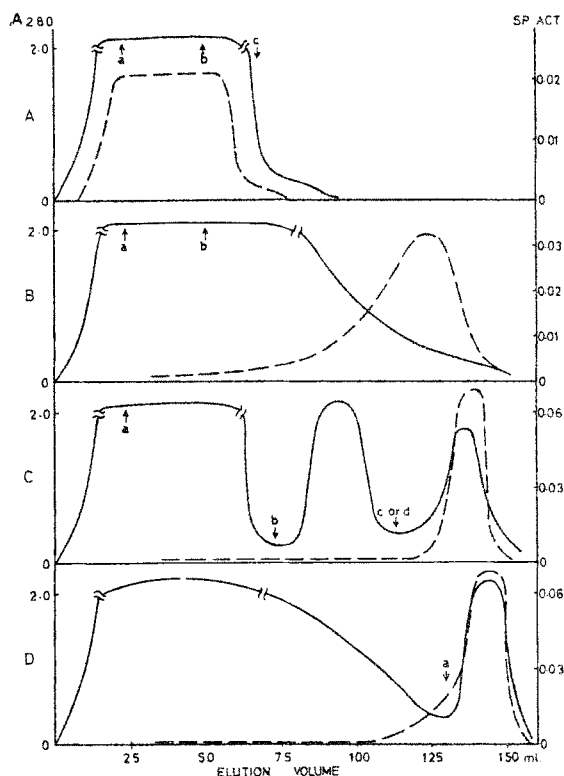 A280 SP ACT
2·0 0.02
0.01
A
0 0
a b c
2·0 0.03
0.02
B
0.01
0 0
a b
2·0 0·06
C
0.03
0 0
a b c or d
2·0 0.06
D
0.03
0 0
a
25 50 75 100 125 150 ml.
ELUTION VOLUME